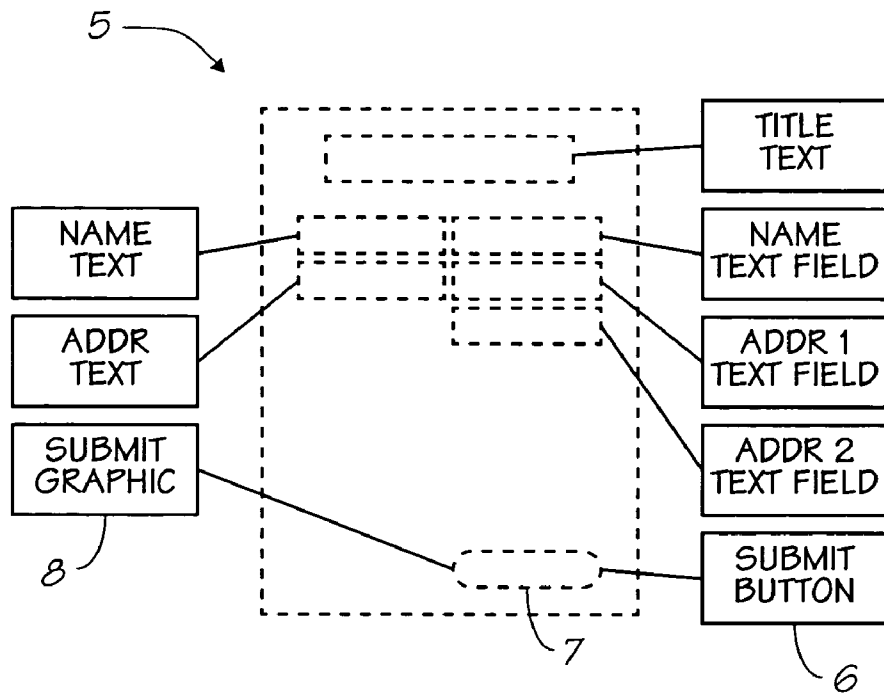 5
TITLE
TEXT
NAME
TEXT
NAME
TEXT FIELD
ADDR
TEXT
ADDR 1
TEXT FIELD
SUBMIT
GRAPHIC
ADDR 2
TEXT FIELD
8
SUBMIT
BUTTON
7
6